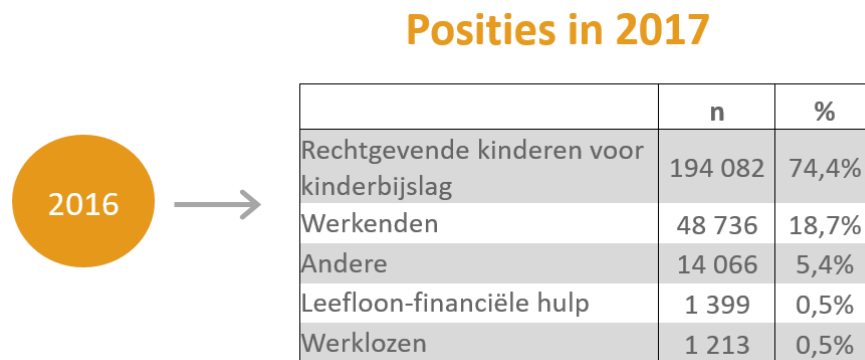 Posities in 2017
n %
Rechtgevende kinderen voor
kinderbijslag 194 082 74,4%
2016
Werkenden 48 736 18,7%
Andere 14 066 5,4%
Leefloon-financiële hulp 1 399 0,5%
Werklozen 1 213 0,5%